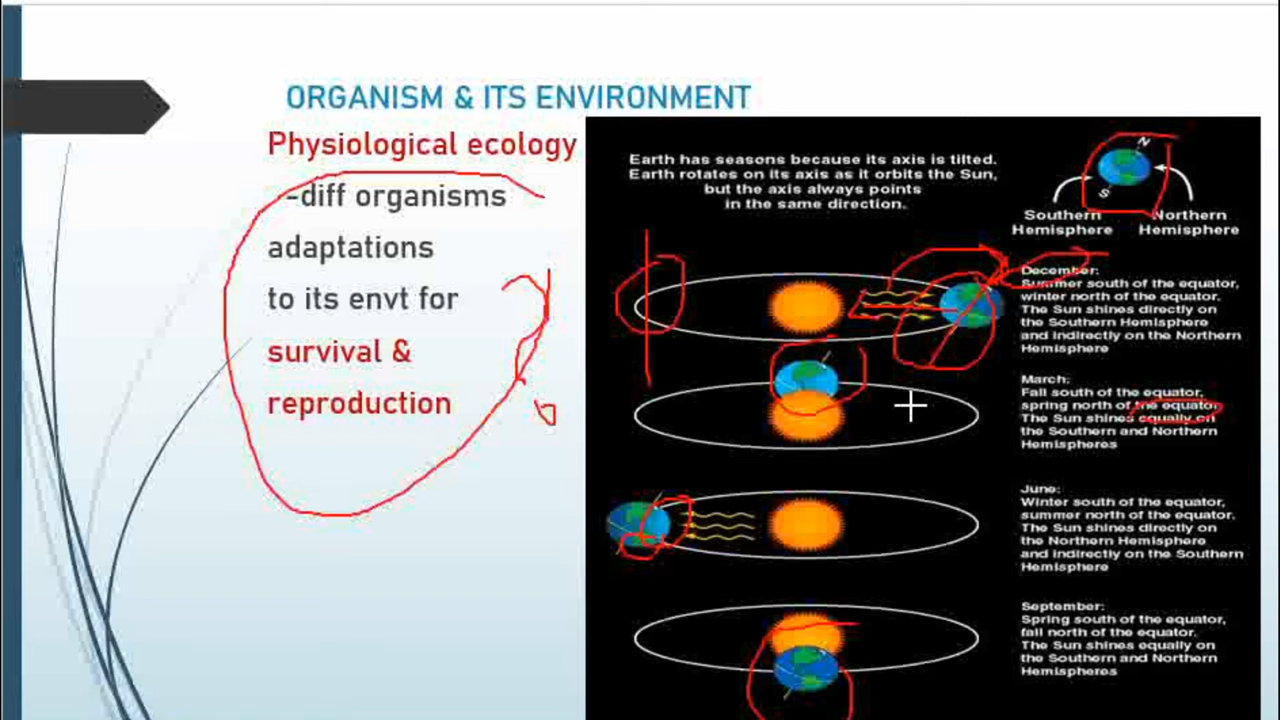 ORGANISM & ITS ENVIRONMENT
Physiological ecology
-diff organisms
adaptations
to its envt for
survival &
reproduction
Earth has seasons because its axis is tilted.
Earth rotates on its axis as it orbits the Sun,
but the axis always points
in the same direction.
N
S
Southern
Hemisphere
Northern
Hemisphere
December:
Summer south of the equator,
winter north of the equator.
The Sun shines directly on
the Southern Hemisphere
and indirectly on the Northern
Hemisphere
March:
Fall south of the equator,
spring north of the equator.
The Sun shines equally on
the Southern and Northern
Hemispheres
June:
Winter south of the equator,
summer north of the equator.
The Sun shines directly on
the Northern Hemisphere
and indirectly on the Southern
Hemisphere
September:
Spring south of the equator,
fall north of the equator.
The Sun shines equally on
the Southern and Northern
Hemispheres